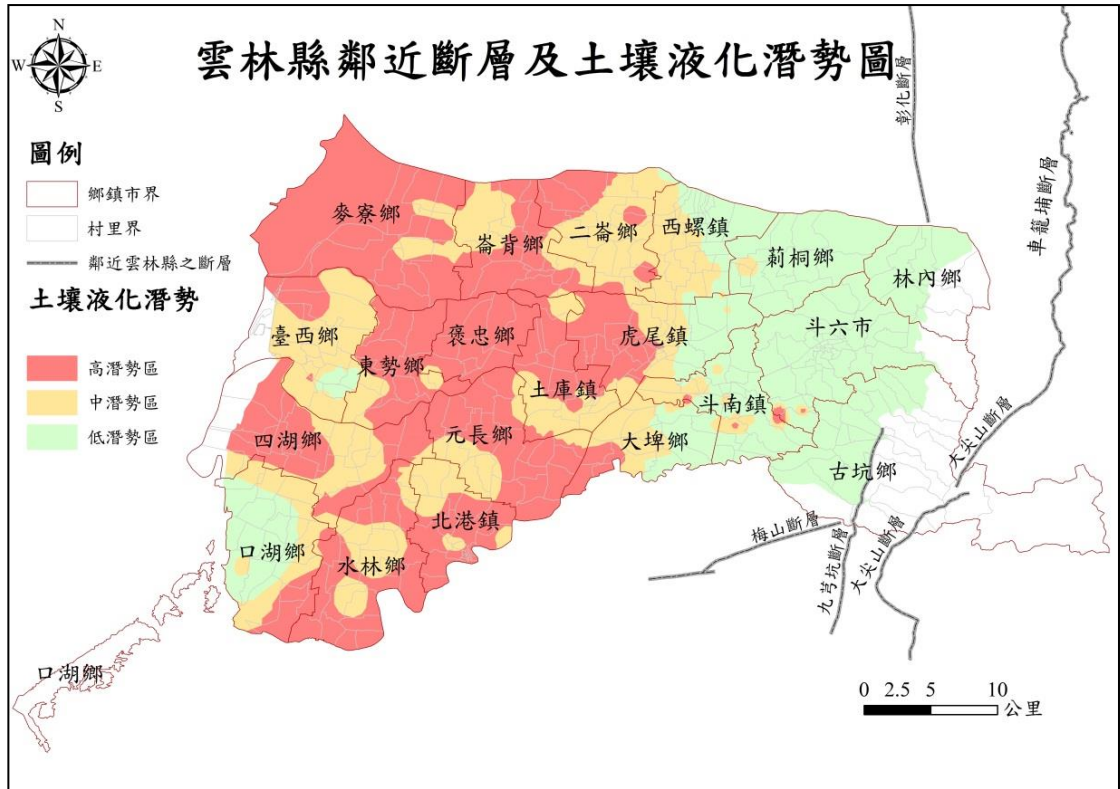 N
W
E
S
雲林縣鄰近斷層及土壤液化潛勢圖
圖例
鄉鎮市界
村里界
鄰近雲林縣之斷層
土壤液化潛勢
高潛勢區
中潛勢區
低潛勢區
彰化斷層
車籠埔斷層
麥寮鄉
崙背鄉
二崙鄉
西螺鎮
莿桐鄉
林內鄉
臺西鄉
東勢鄉
褒忠鄉
虎尾鎮
斗六市
土庫鎮
斗南鎮
四湖鄉
元長鄉
大埤鄉
古坑鄉
大尖山斷層
北港鎮
口湖鄉
水林鄉
梅山斷層
九芎坑斷層
大尖山斷層
口湖鄉
0 2.5 5 10
公里